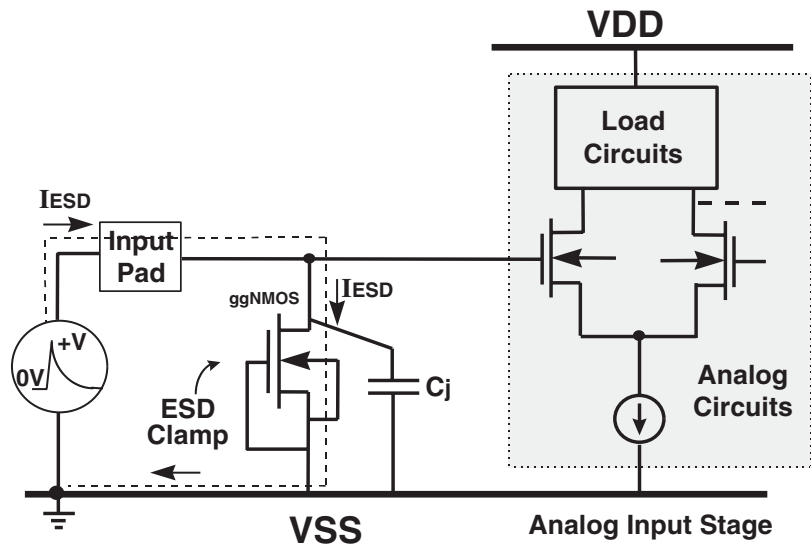 VDD
Load
Circuits
IESD
Input
Pad
ggNMOS
IESD
+V
0V
ESD
Clamp
Cj
Analog
Circuits
VSS
Analog Input Stage